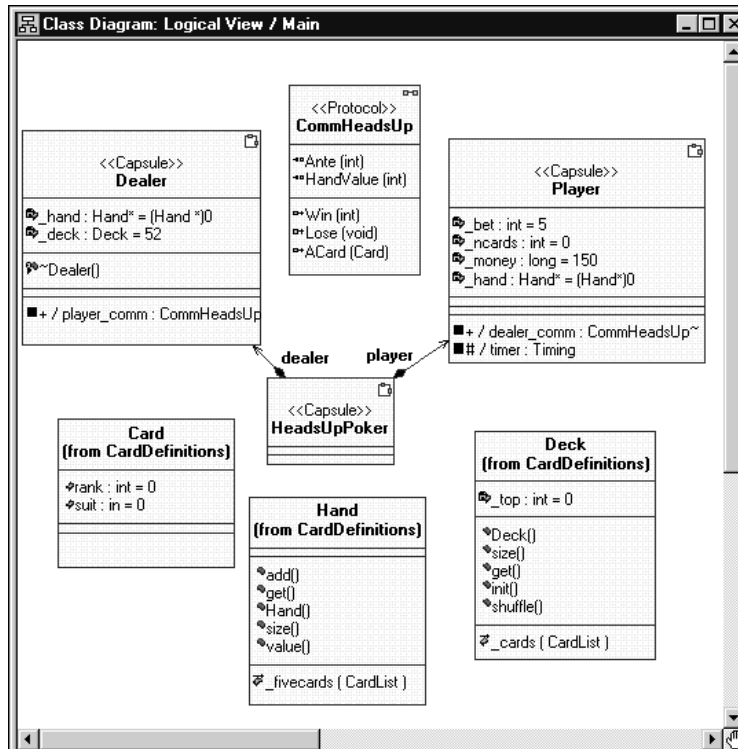 Class Diagram: Logical View / Main
<<Protocol>>
CommHeadsUp
Ante (int)
HandValue (int)
Win (int)
Lose (void)
ACard (Card)
<<Capsule>>
Dealer
_hand : Hand* = (Hand *)0
_deck : Deck = 52
~Dealer()
+ / player_comm : CommHeadsUp
<<Capsule>>
Player
_bet : int = 5
_ncards : int = 0
_money : long = 150
_hand : Hand* = (Hand*)0
+ / dealer_comm : CommHeadsUp~
# / timer : Timing
dealer
player
<<Capsule>>
HeadsUpPoker
Card
(from CardDefinitions)
rank : int = 0
suit : in = 0
Hand
(from CardDefinitions)
add()
get()
Hand()
size()
value()
_fivecards ( CardList )
Deck
(from CardDefinitions)
_top : int = 0
Deck()
size()
get()
init()
shuffle()
_cards ( CardList )